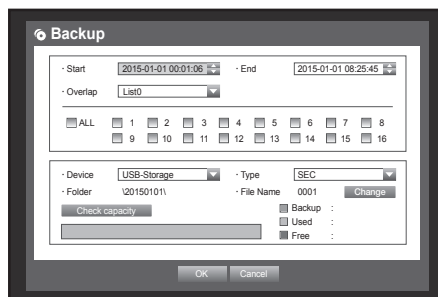 Backup
· Start 2015-01-01 00:01:06 · End 2015-01-01 08:25:45
· Overlap List0
ALL 1 2 3 4 5 6 7 8
9 10 11 12 13 14 15 16
· Device USB-Storage · Type SEC
· Folder \20150101\ · File Name 0001 Change
Check capacity Backup :
Used :
Free :
OK Cancel